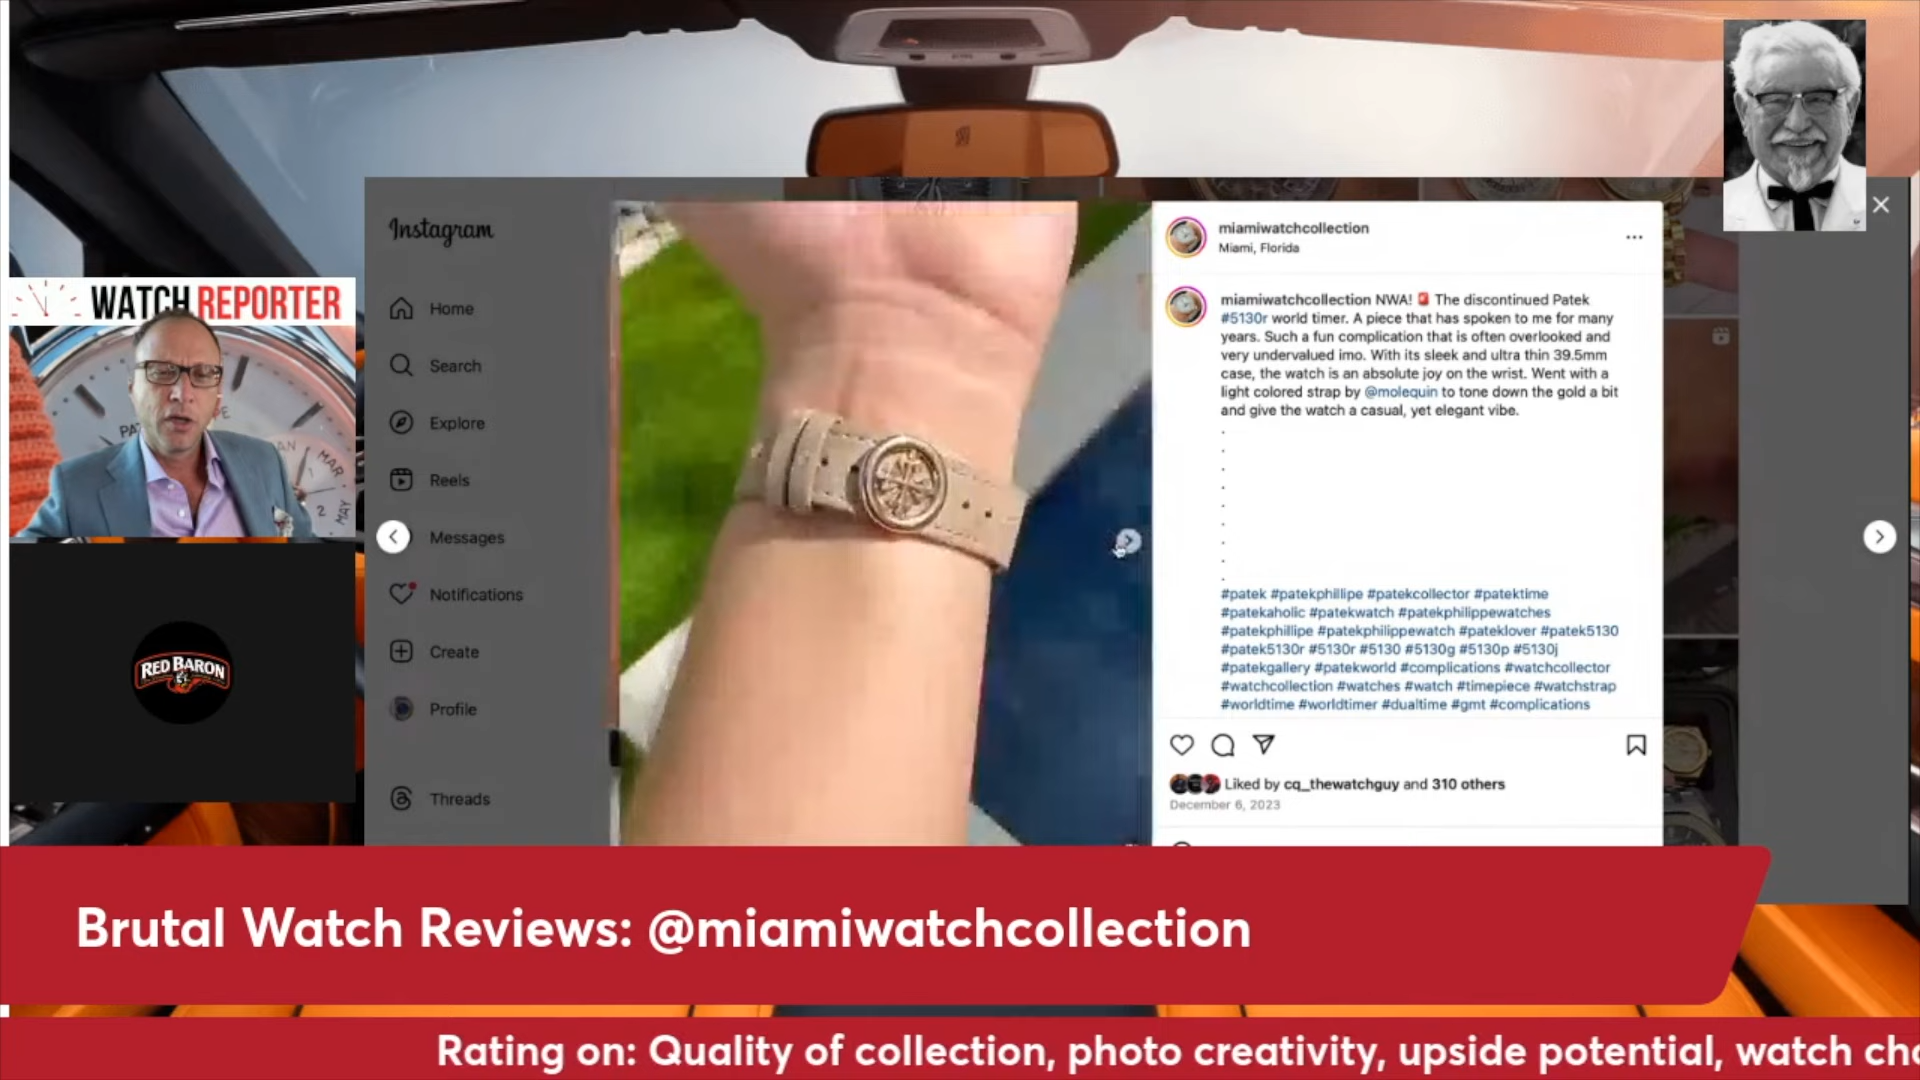 WATCH REPORTER
PAT
E
AN
MAR
1
2
MAY
RED BARON
Instagram
Home
Search
Explore
Reels
Messages
Notifications
Create
Profile
Threads
miamiwatchcollection
Miami, Florida
miamiwatchcollection NWA! 🚨 The discontinued Patek
#5130r world timer. A piece that has spoken to me for many
years. Such a fun complication that is often overlooked and
very undervalued imo. With its sleek and ultra thin 39.5mm
case, the watch is an absolute joy on the wrist. Went with a
light colored strap by @molequin to tone down the gold a bit
and give the watch a casual, yet elegant vibe.
.
.
.
.
.
.
.
.
.
#patek #patekphillipe #patekcollector #patektime
#patekaholic #patekwatch #patekphilippewatches
#patekphillipe #patekphilippewatch #pateklover #patek5130
#patek5130r #5130r #5130 #5130g #5130p #5130j
#patekgallery #patekworld #complications #watchcollector
#watchcollection #watches #watch #timepiece #watchstrap
#worldtime #worldtimer #dualtime #gmt #complications
Liked by cq_thewatchguy and 310 others
December 6, 2023
Brutal Watch Reviews: @miamiwatchcollection
Rating on: Quality of collection, photo creativity, upside potential, watch cho